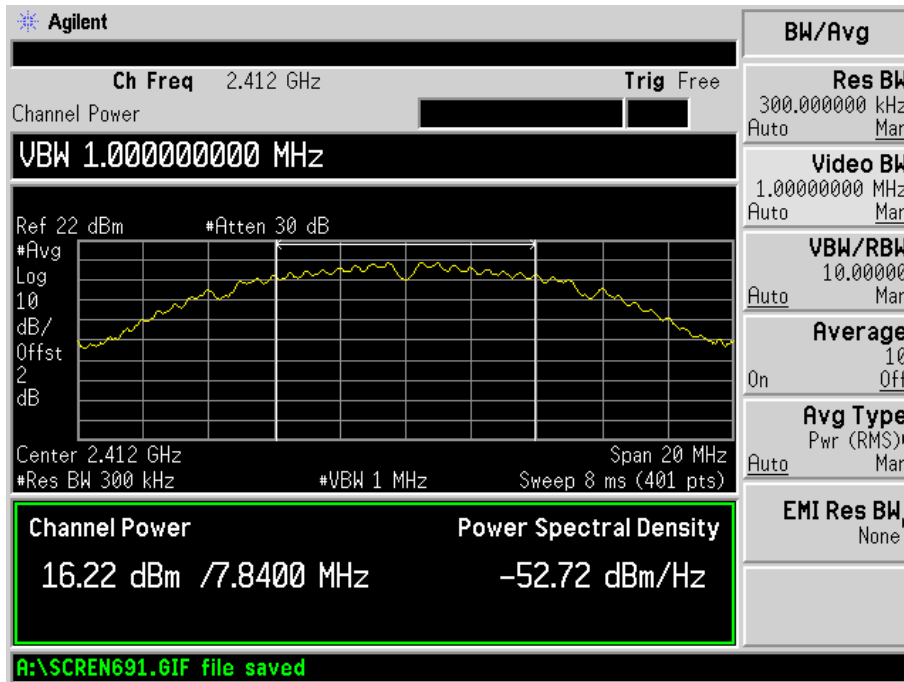 Agilent
Ch Freq 2.412 GHz Trig Free
Channel Power
VBW 1.000000000 MHz
Ref 22 dBm #Atten 30 dB
#Avg
Log
10
dB/
Offst
2
dB
Center 2.412 GHz Span 20 MHz
#Res BW 300 kHz #VBW 1 MHz Sweep 8 ms (401 pts)
Channel Power Power Spectral Density
16.22 dBm /7.8400 MHz -52.72 dBm/Hz
A:\SCREN691.GIF file saved
BW/Avg
Res BW
300.000000 kHz
Auto Man
Video BW
1.00000000 MHz
Auto Man
VBW/RBW
10.00000
Auto Man
Average
10
On Off
Avg Type
Pwr (RMS)
Auto Man
EMI Res BW
None